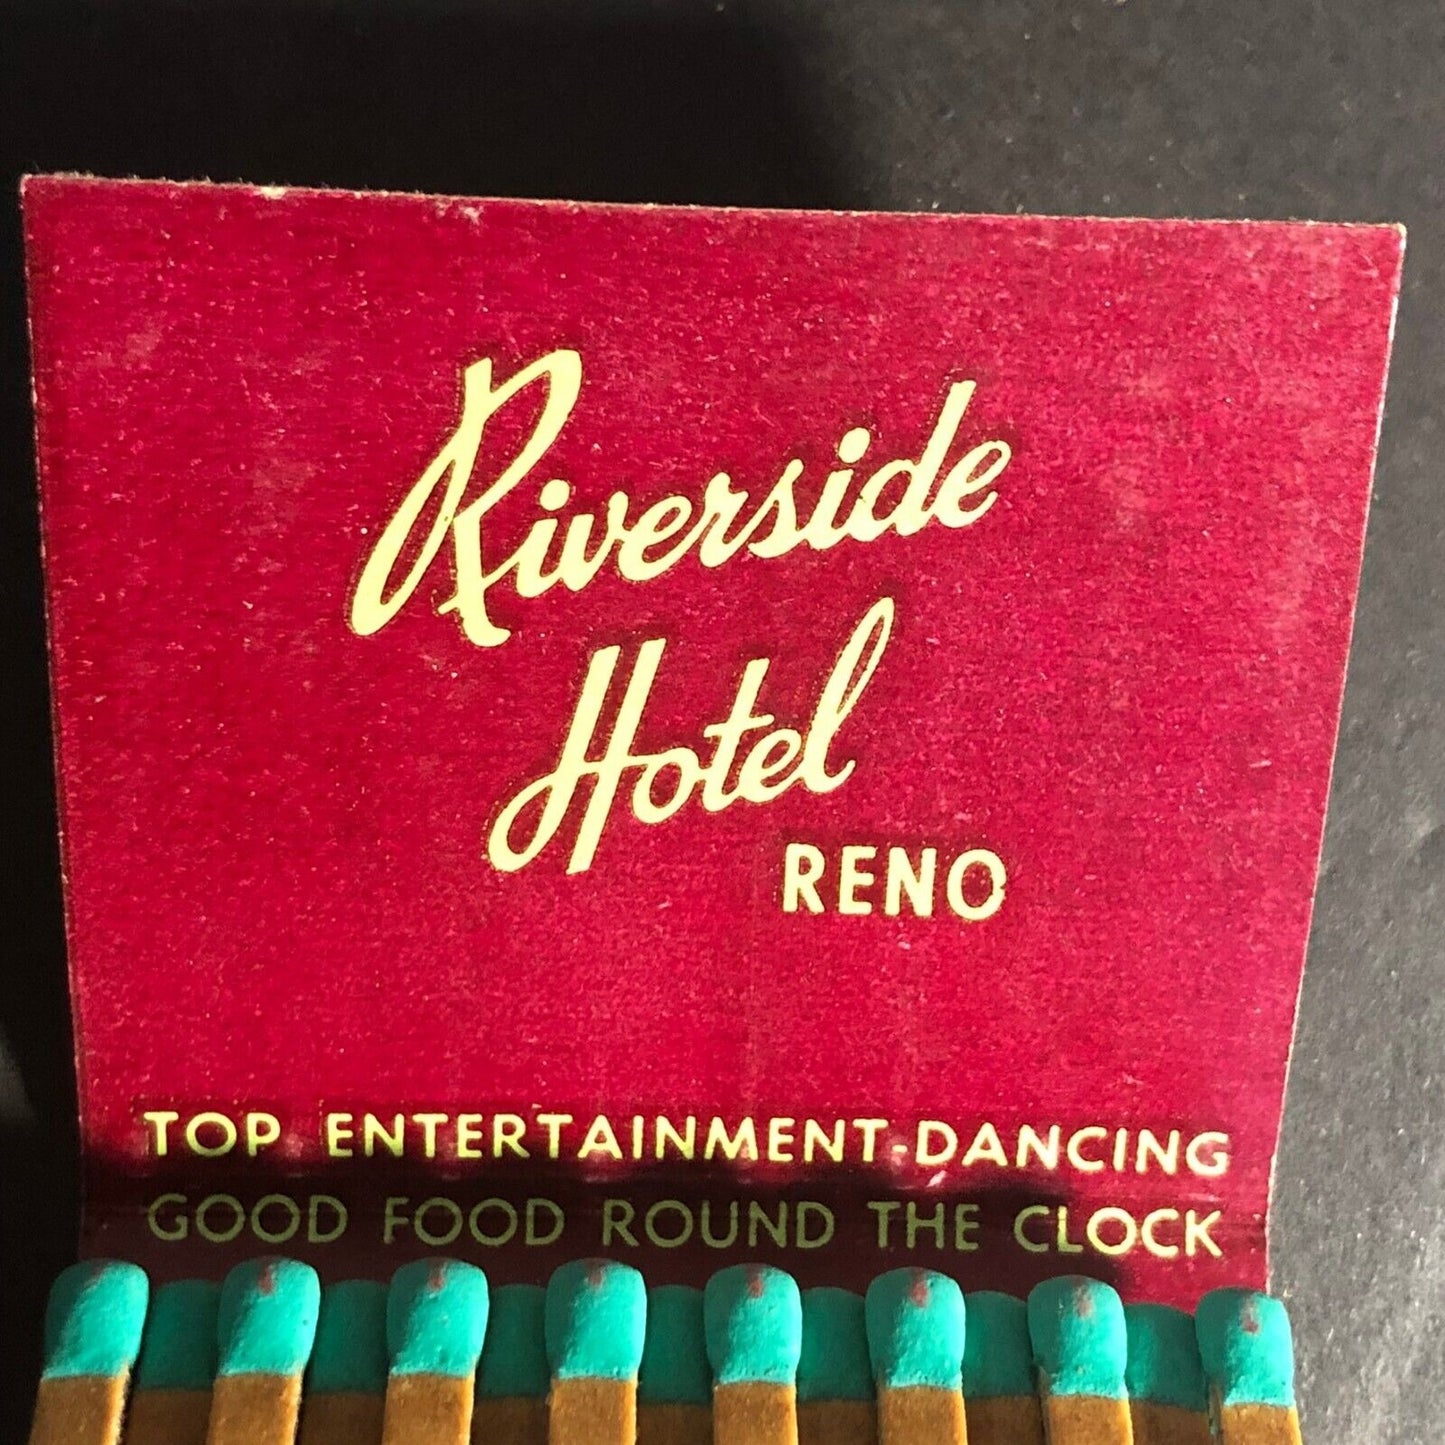 Riverside
Hotel
RENO
TOP ENTERTAINMENT-DANCING
GOOD FOOD ROUND THE CLOCK